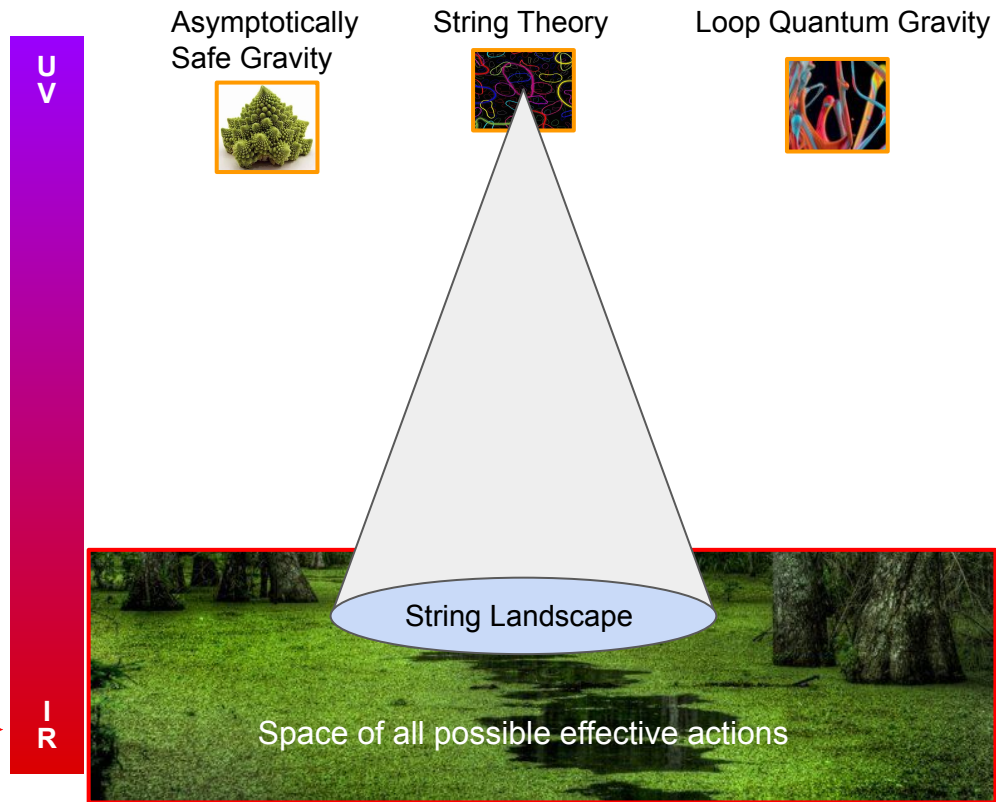 Asymptotically
Safe Gravity
String Theory
Loop Quantum Gravity
U
V
String Landscape
Space of all possible effective actions
I
R